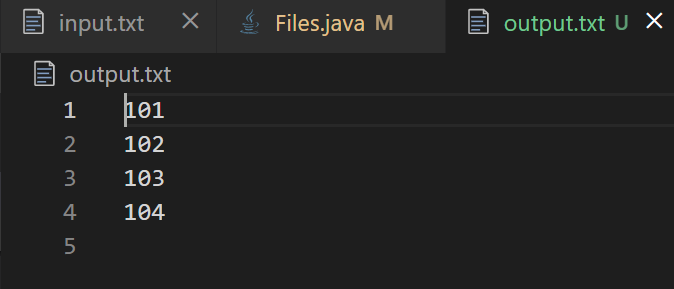 input.txt × Files.java M output.txt U ×
output.txt
1 101
2 102
3 103
4 104
5